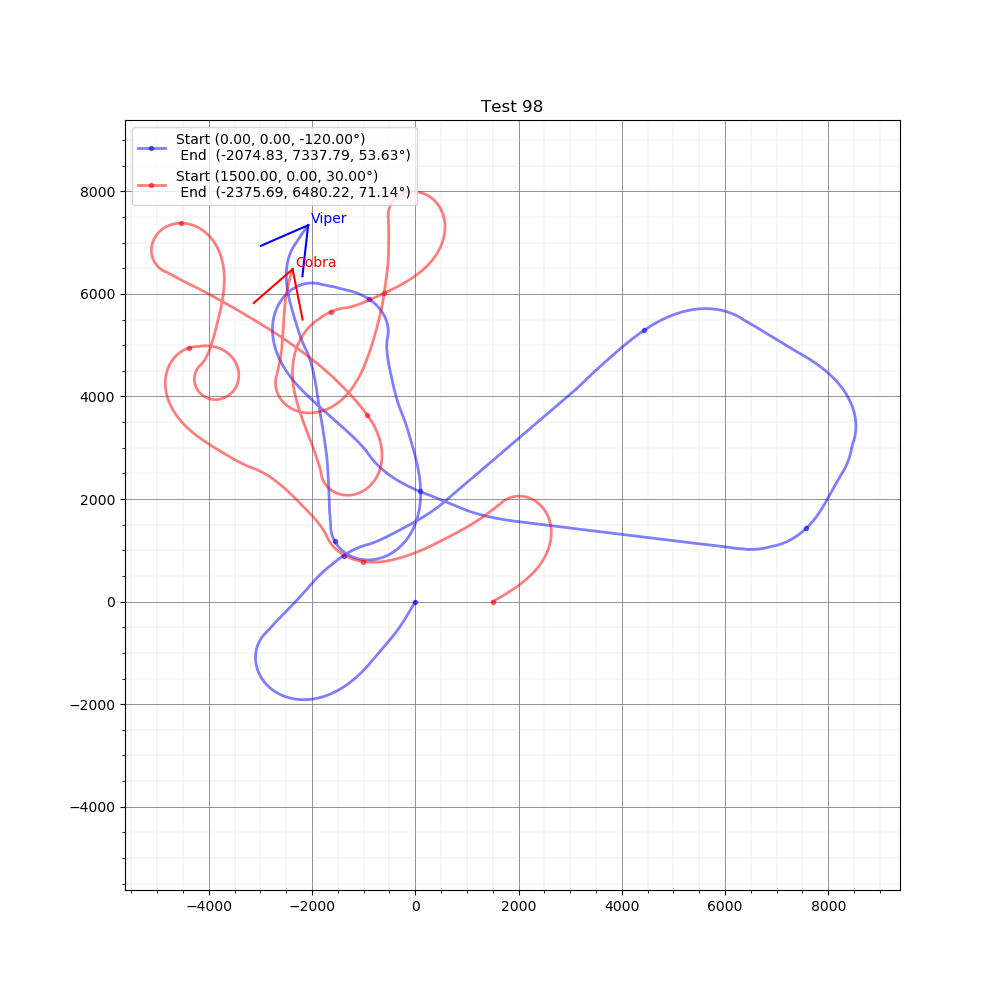 Test 98
Start (0.00, 0.00, -120.00°)
End (-2074.83, 7337.79, 53.63°)
Start (1500.00, 0.00, 30.00°)
End (-2375.69, 6480.22, 71.14°)
Viper
Cobra
8000
6000
4000
2000
0
−2000
−4000
−4000 −2000 0 2000 4000 6000 8000